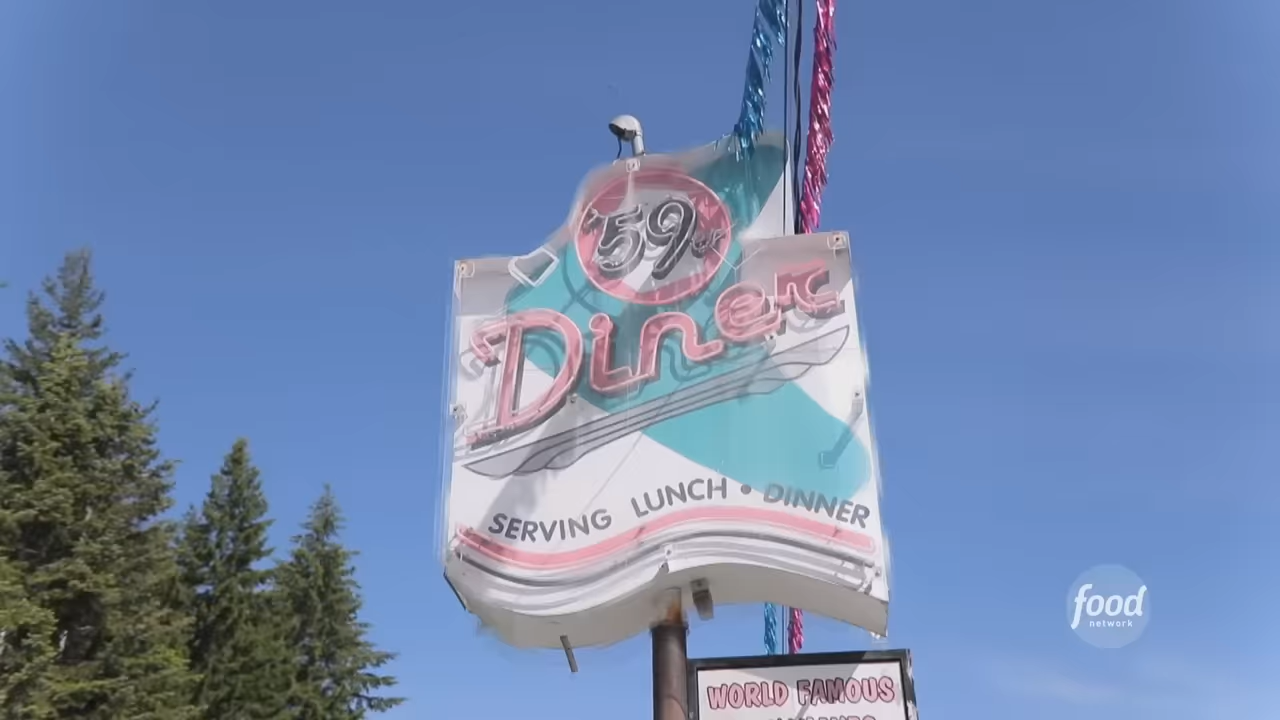 '59er
Diner
SERVING LUNCH • DINNER
food
network
WORLD FAMOUS